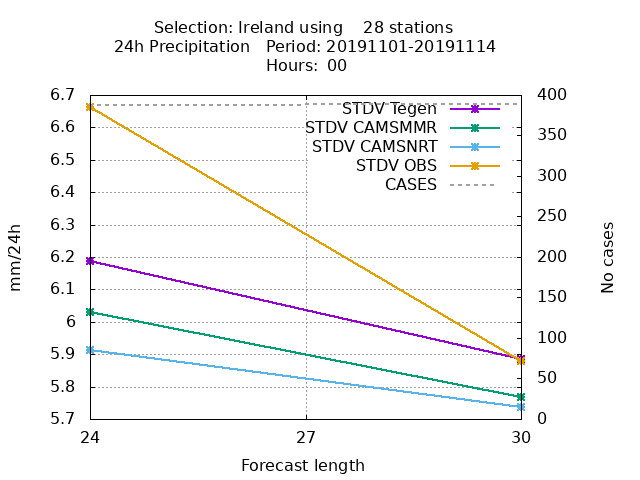 Selection: Ireland using    28 stations
24h Precipitation   Period: 20191101-20191114
Hours:  00
6.7
6.6
6.5
6.4
6.3
6.2
6.1
6
5.9
5.8
5.7
400
350
300
250
200
150
100
50
0
STDV Tegen
STDV CAMSMMR
STDV CAMSNRT
STDV OBS
CASES
mm/24h
No cases
24
27
30
Forecast length